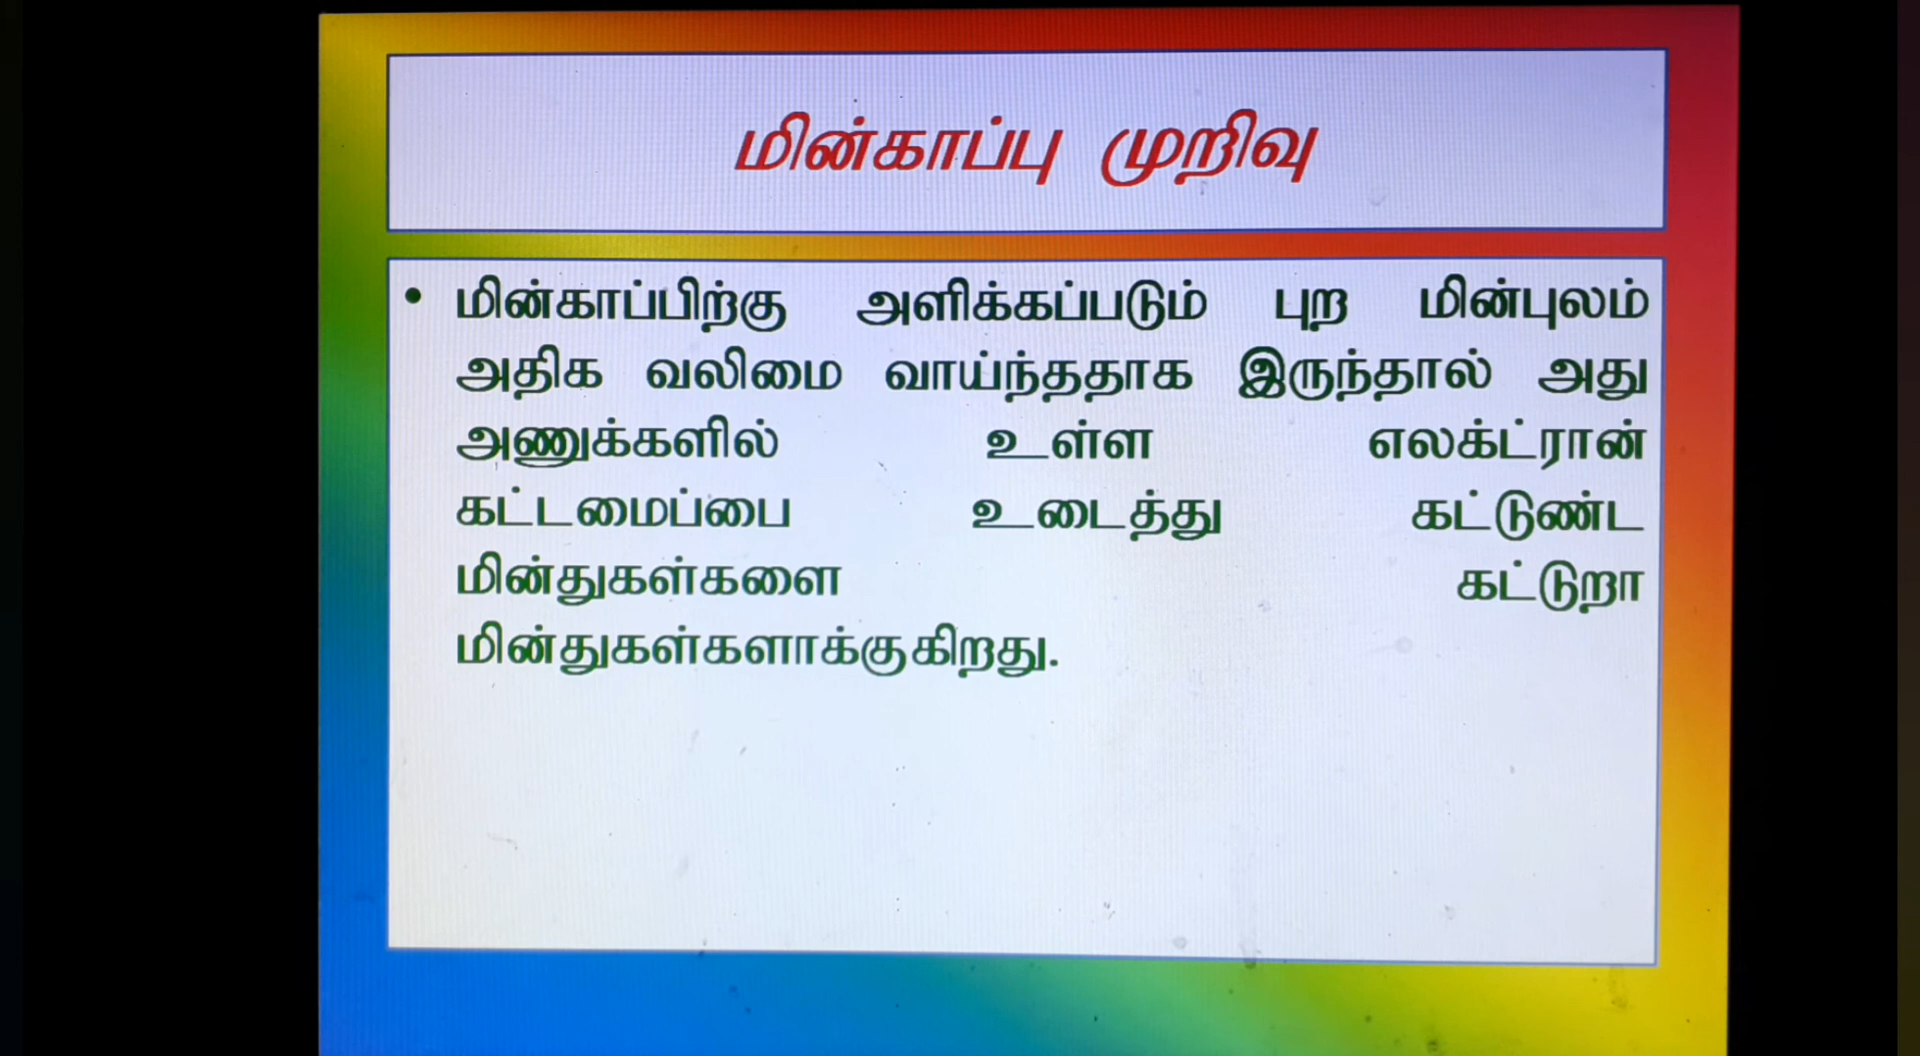 மின்காப்பு முறிவு
• மின்காப்பிற்கு அளிக்கப்படும் புற மின்புலம்
அதிக வலிமை வாய்ந்ததாக இருந்தால் அது
அணுக்களில் உள்ள எலக்ட்ரான்
கட்டமைப்பை உடைத்து கட்டுண்ட
மின்துகள்களை கட்டுறா
மின்துகள்களாக்குகிறது.